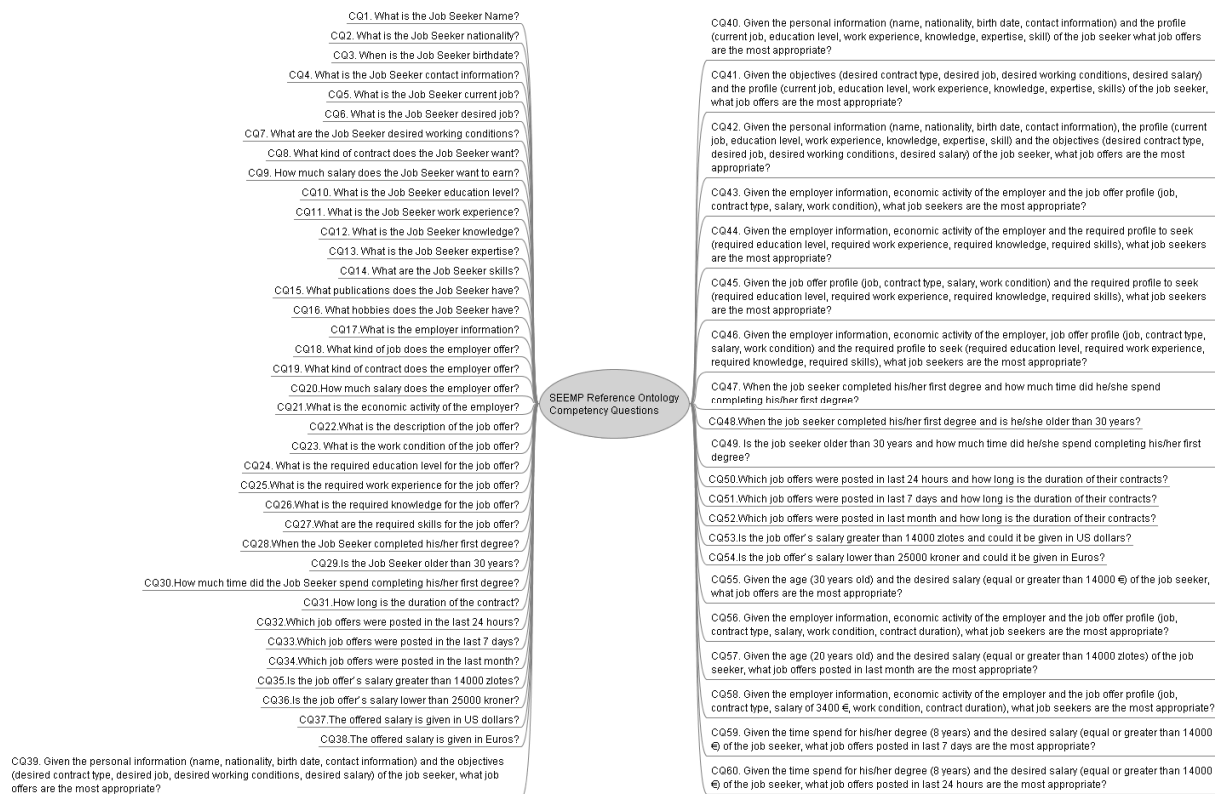 CQ1. What is the Job Seeker Name?
CQ2. What is the Job Seeker nationality?
CQ3. When is the Job Seeker birthdate?
CQ4. What is the Job Seeker contact information?
CQ5. What is the Job Seeker current job?
CQ6. What is the Job Seeker desired job?
CQ7. What are the Job Seeker desired working conditions?
CQ8. What kind of contract does the Job Seeker want?
CQ9. How much salary does the Job Seeker want to earn?
CQ10. What is the Job Seeker education level?
CQ11. What is the Job Seeker work experience?
CQ12. What is the Job Seeker knowledge?
CQ13. What is the Job Seeker expertise?
CQ14. What are the Job Seeker skills?
CQ15. What publications does the Job Seeker have?
CQ16. What hobbies does the Job Seeker have?
CQ17.What is the employer information?
CQ18. What kind of job does the employer offer?
CQ19. What kind of contract does the employer offer?
CQ20.How much salary does the employer offer?
CQ21.What is the economic activity of the employer?
CQ22.What is the description of the job offer?
CQ23. What is the work condition of the job offer?
CQ24. What is the required education level for the job offer?
CQ25.What is the required work experience for the job offer?
CQ26.What is the required knowledge for the job offer?
CQ27.What are the required skills for the job offer?
CQ28.When the Job Seeker completed his/her first degree?
CQ29.Is the Job Seeker older than 30 years?
CQ30.How much time did the Job Seeker spend completing his/her first degree?
CQ31.How long is the duration of the contract?
CQ32.Which job offers were posted in the last 24 hours?
CQ33.Which job offers were posted in the last 7 days?
CQ34.Which job offers were posted in the last month?
CQ35.Is the job offer's salary greater than 14000 zlotes?
CQ36.Is the job offer's salary lower than 25000 kroner?
CQ37.The offered salary is given in US dollars?
CQ38.The offered salary is given in Euros?
CQ39. Given the personal information (name, nationality, birth date, contact information) and the objectives
(desired contract type, desired job, desired working conditions, desired salary) of the job seeker, what job
offers are the most appropriate?
SEEMP Reference Ontology
Competency Questions
CQ40. Given the personal information (name, nationality, birth date, contact information) and the profile
(current job, education level, work experience, knowledge, expertise, skill) of the job seeker what job offers
are the most appropriate?
CQ41. Given the objectives (desired contract type, desired job, desired working conditions, desired salary)
and the profile (current job, education level, work experience, knowledge, expertise, skills) of the job seeker,
what job offers are the most appropriate?
CQ42. Given the personal information (name, nationality, birth date, contact information), the profile (current
job, education level, work experience, knowledge, expertise, skill) and the objectives (desired contract type,
desired job, desired working conditions, desired salary) of the job seeker, what job offers are the most
appropriate?
CQ43. Given the employer information, economic activity of the employer and the job offer profile (job,
contract type, salary, work condition), what job seekers are the most appropriate?
CQ44. Given the employer information, economic activity of the employer and the required profile to seek
(required education level, required work experience, required knowledge, required skills), what job seekers
are the most appropriate?
CQ45. Given the job offer profile (job, contract type, salary, work condition) and the required profile to seek
(required education level, required work experience, required knowledge, required skills), what job seekers
are the most appropriate?
CQ46. Given the employer information, economic activity of the employer, job offer profile (job, contract type,
salary, work condition) and the required profile to seek (required education level, required work experience,
required knowledge, required skills), what job seekers are the most appropriate?
CQ47. When the job seeker completed his/her first degree and how much time did he/she spend
completing his/her first degree?
CQ48.When the job seeker completed his/her first degree and is he/she older than 30 years?
CQ49. Is the job seeker older than 30 years and how much time did he/she spend completing his/her first
degree?
CQ50.Which job offers were posted in last 24 hours and how long is the duration of their contracts?
CQ51.Which job offers were posted in last 7 days and how long is the duration of their contracts?
CQ52.Which job offers were posted in last month and how long is the duration of their contracts?
CQ53.Is the job offer's salary greater than 14000 zlotes and could it be given in US dollars?
CQ54.Is the job offer's salary lower than 25000 kroner and could it be given in Euros?
CQ55. Given the age (30 years old) and the desired salary (equal or greater than 14000 €) of the job seeker,
what job offers are the most appropriate?
CQ56. Given the employer information, economic activity of the employer and the job offer profile (job,
contract type, salary, work condition, contract duration), what job seekers are the most appropriate?
CQ57. Given the age (20 years old) and the desired salary (equal or greater than 14000 zlotes) of the job
seeker, what job offers posted in last month are the most appropriate?
CQ58. Given the employer information, economic activity of the employer and the job offer profile (job,
contract type, salary of 3400 €, work condition, contract duration), what job seekers are the most appropriate?
CQ59. Given the time spend for his/her degree (8 years) and the desired salary (equal or greater than 14000
€) of the job seeker, what job offers posted in last 7 days are the most appropriate?
CQ60. Given the time spend for his/her degree (8 years) and the desired salary (equal or greater than 14000
€) of the job seeker, what job offers posted in last 24 hours are the most appropriate?